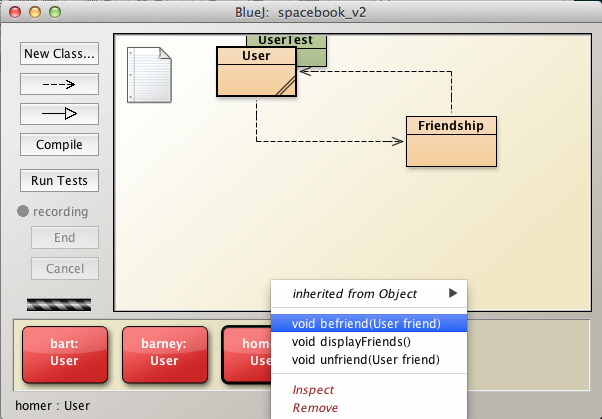 BlueJ: spacebook_v2
New Class...
Compile
Run Tests
recording
End
Cancel
UserTest
User
Friendship
inherited from Object
void befriend(User friend)
void displayFriends()
void unfriend(User friend)
Inspect
Remove
bart:
User
barney:
User
hom
Use
homer : User